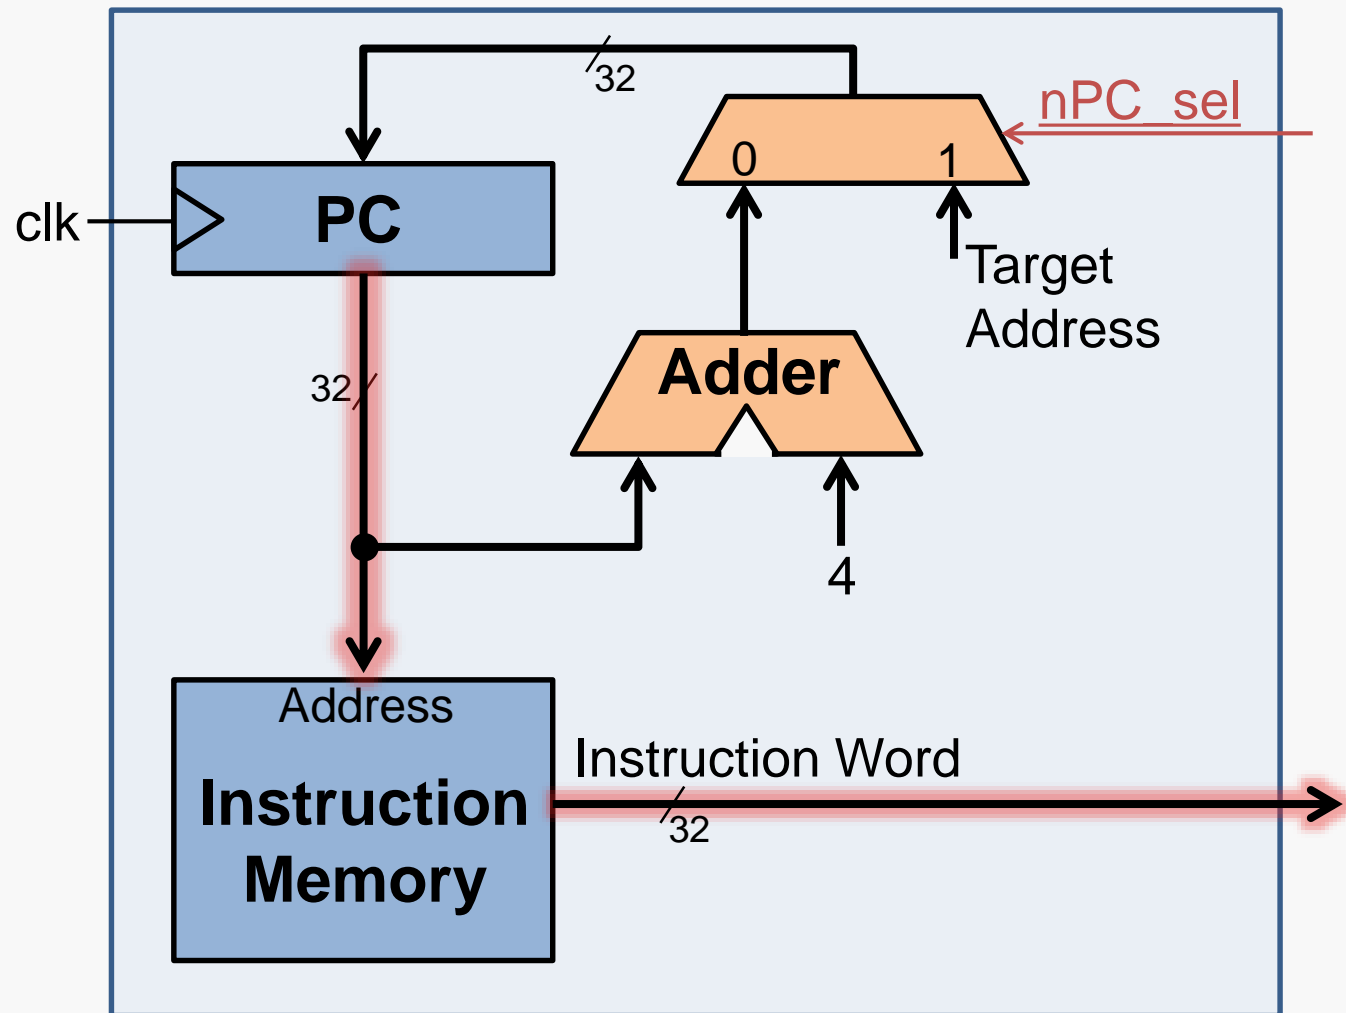 32
nPC_sel
0
1
clk
PC
Target
Address
32
Adder
4
Address
Instruction Word
Instruction
Memory
32